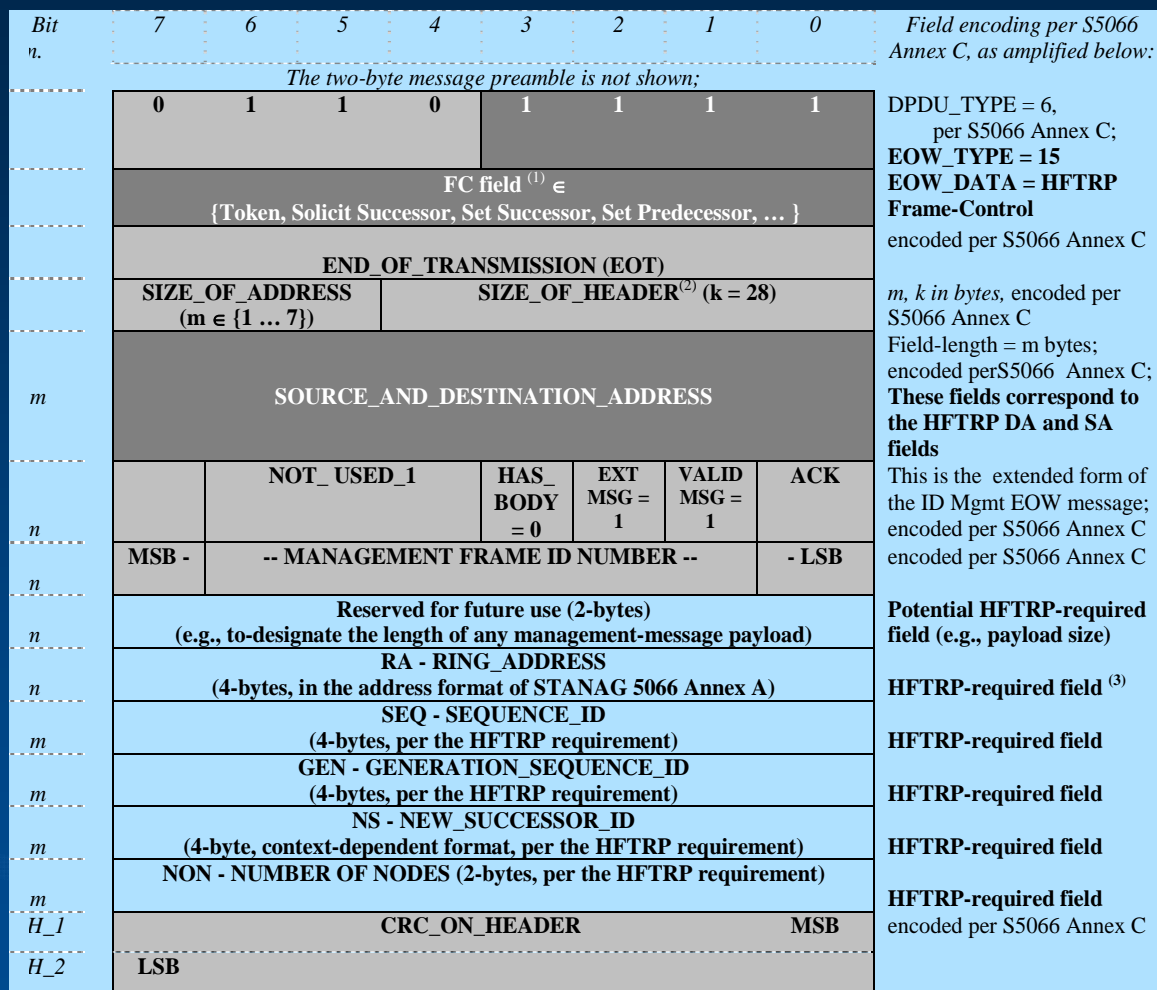 Bit 7 6 5 4 3 2 1 0 Field encoding per S5066
n. Annex C, as amplified below:
The two-byte message preamble is not shown;
0 1 1 0 1 1 1 1 DPDU_TYPE = 6,
per S5066 Annex C;
EOW_TYPE = 15
FC field (1) ∈ EOW_DATA = HFTRP
{Token, Solicit Successor, Set Successor, Set Predecessor, … } Frame-Control
encoded per S5066 Annex C
END_OF_TRANSMISSION (EOT)
SIZE_OF_ADDRESS SIZE_OF_HEADER(2) (k = 28) m, k in bytes, encoded per
(m ∈ {1 … 7}) S5066 Annex C
Field-length = m bytes;
encoded perS5066 Annex C;
m SOURCE_AND_DESTINATION_ADDRESS These fields correspond to
the HFTRP DA and SA
fields
NOT_ USED_1 HAS_ EXT VALID ACK This is the extended form of
BODY MSG = MSG = the ID Mgmt EOW message;
n = 0 1 1 encoded per S5066 Annex C
MSB - -- MANAGEMENT FRAME ID NUMBER -- - LSB encoded per S5066 Annex C
n
Reserved for future use (2-bytes) Potential HFTRP-required
n (e.g., to-designate the length of any management-message payload) field (e.g., payload size)
RA - RING_ADDRESS
n (4-bytes, in the address format of STANAG 5066 Annex A) HFTRP-required field (3)
SEQ - SEQUENCE_ID
m (4-bytes, per the HFTRP requirement) HFTRP-required field
GEN - GENERATION_SEQUENCE_ID
m (4-bytes, per the HFTRP requirement) HFTRP-required field
NS - NEW_SUCCESSOR_ID
m (4-byte, context-dependent format, per the HFTRP requirement) HFTRP-required field
NON - NUMBER OF NODES (2-bytes, per the HFTRP requirement)
m HFTRP-required field
H_1 CRC_ON_HEADER MSB encoded per S5066 Annex C
H_2 LSB